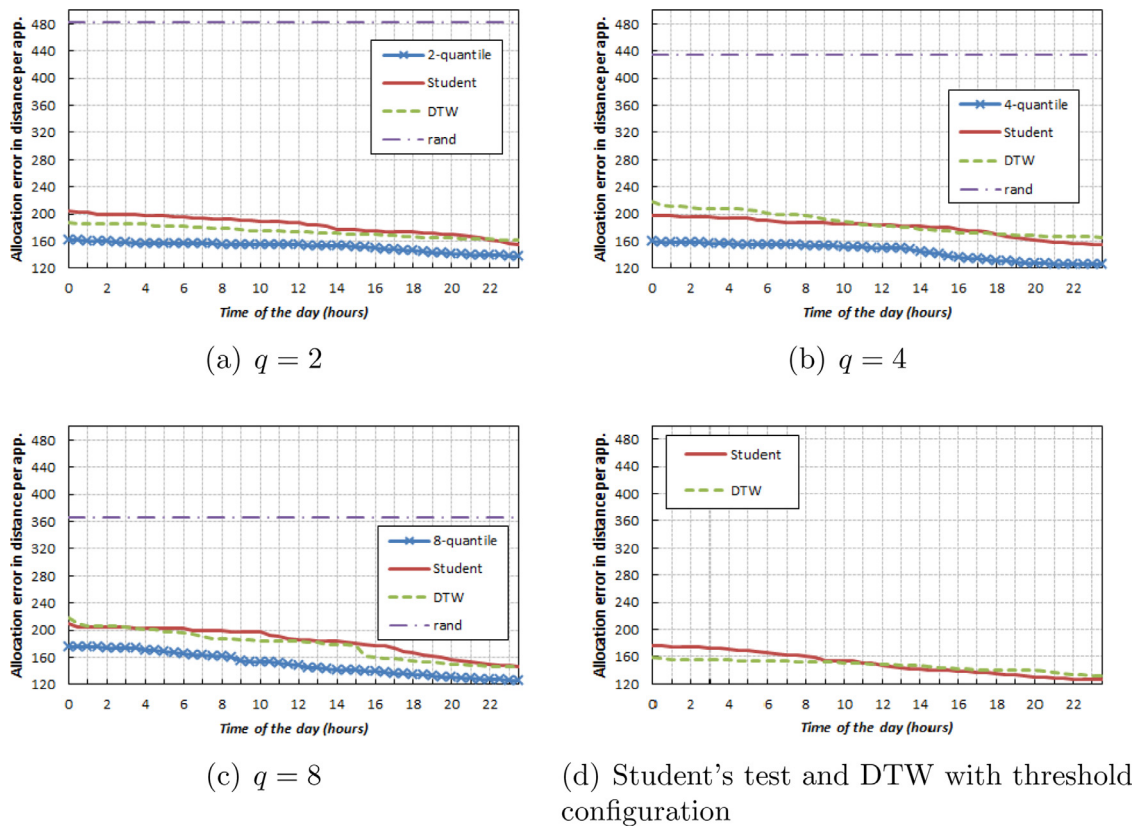 Allocation error in distance per app.
480
440
400
360
320
280
240
200
160
120
2-quantile
Student
DTW
rand
0 2 4 6 8 10 12 14 16 18 20 22
Time of the day (hours)
(a) q = 2
Allocation error in distance per app.
480
440
400
360
320
280
240
200
160
120
4-quantile
Student
DTW
rand
0 2 4 6 8 10 12 14 16 18 20 22
Time of the day (hours)
(b) q = 4
Allocation error in distance per app.
480
440
400
360
320
280
240
200
160
120
8-quantile
Student
DTW
rand
0 2 4 6 8 10 12 14 16 18 20 22
Time of the day (hours)
(c) q = 8
Allocation error in distance per app.
480
440
400
360
320
280
240
200
160
120
Student
DTW
0 2 4 6 8 10 12 14 16 18 20 22
Time of the day (hours)
(d) Student's test and DTW with threshold
configuration